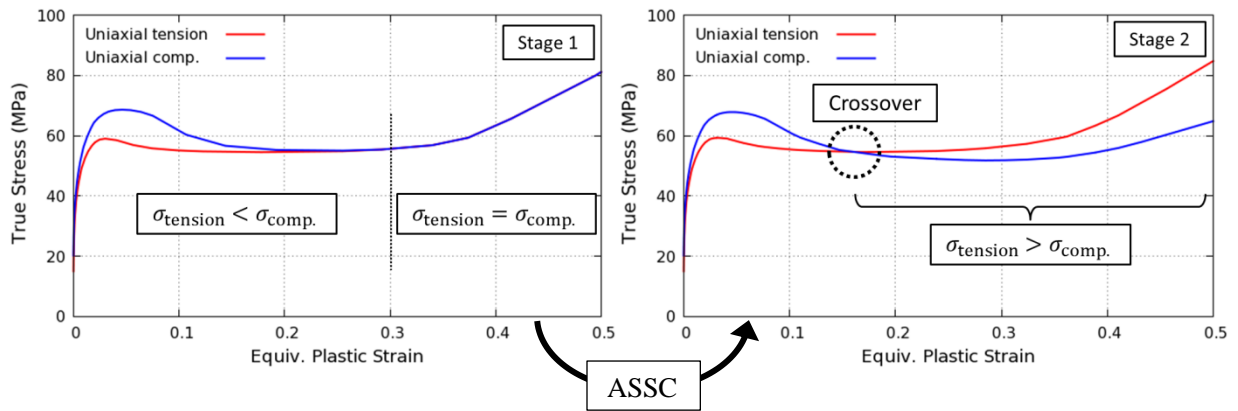 Uniaxial tension
Uniaxial comp.
Stage 1
True Stress (MPa)
100
80
60
40
20
0
σtension < σcomp.
σtension = σcomp.
0 0.1 0.2 0.3 0.4 0.5
Equiv. Plastic Strain
Uniaxial tension
Uniaxial comp.
Stage 2
Crossover
True Stress (MPa)
100
80
60
40
20
0
σtension > σcomp.
0 0.1 0.2 0.3 0.4 0.5
Equiv. Plastic Strain
ASSC